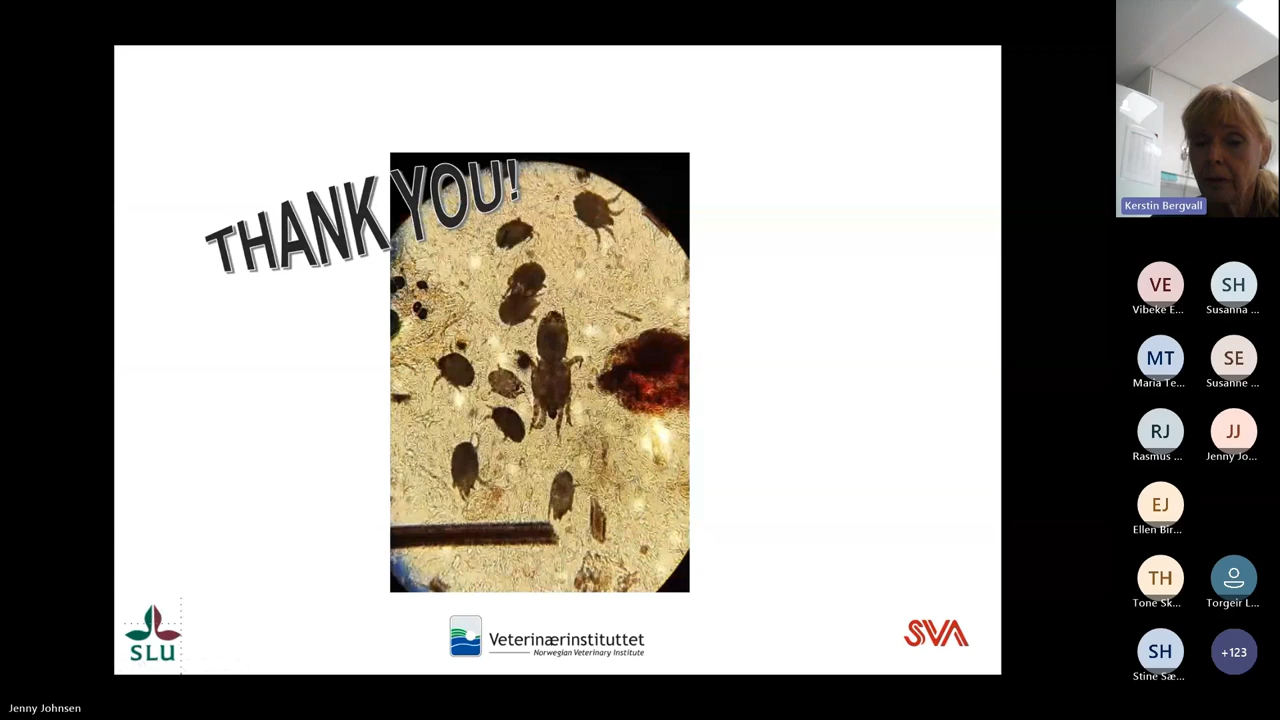 THANK YOU!
SLU
Veterinærinstituttet
Norwegian Veterinary Institute
SVA
Kerstin Bergvall
VE
SH
Vibeke E...
Susanna ...
MT
SE
Maria Te...
Susanne ...
RJ
JJ
Rasmus ...
Jenny Jo...
EJ
Ellen Bir...
TH
Tone Sk...
Torgeir L...
SH
+123
Stine Sæ...
Jenny Johnsen